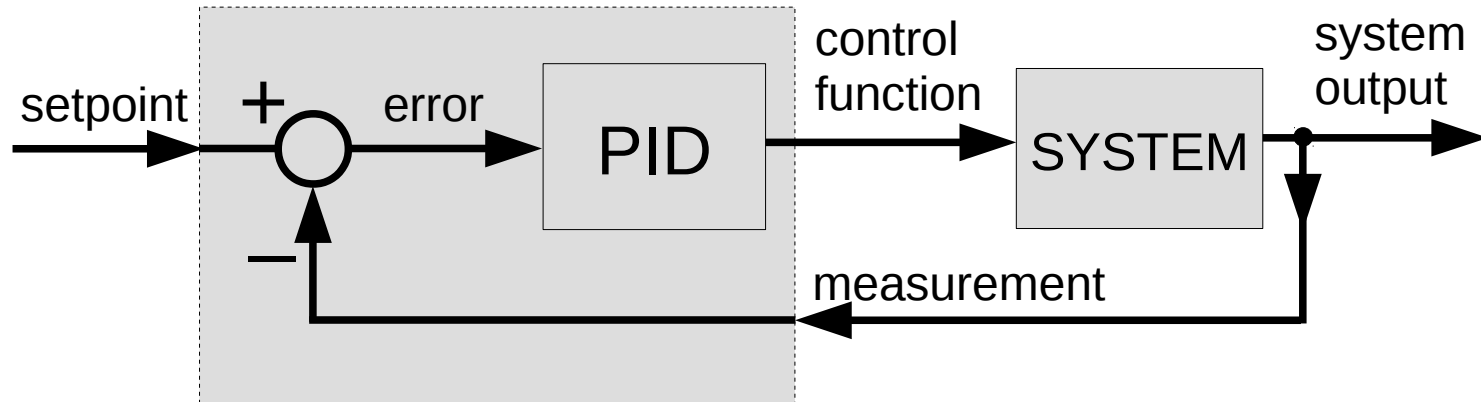 setpoint
+
error
PID
control
function
SYSTEM
system
output
−
measurement